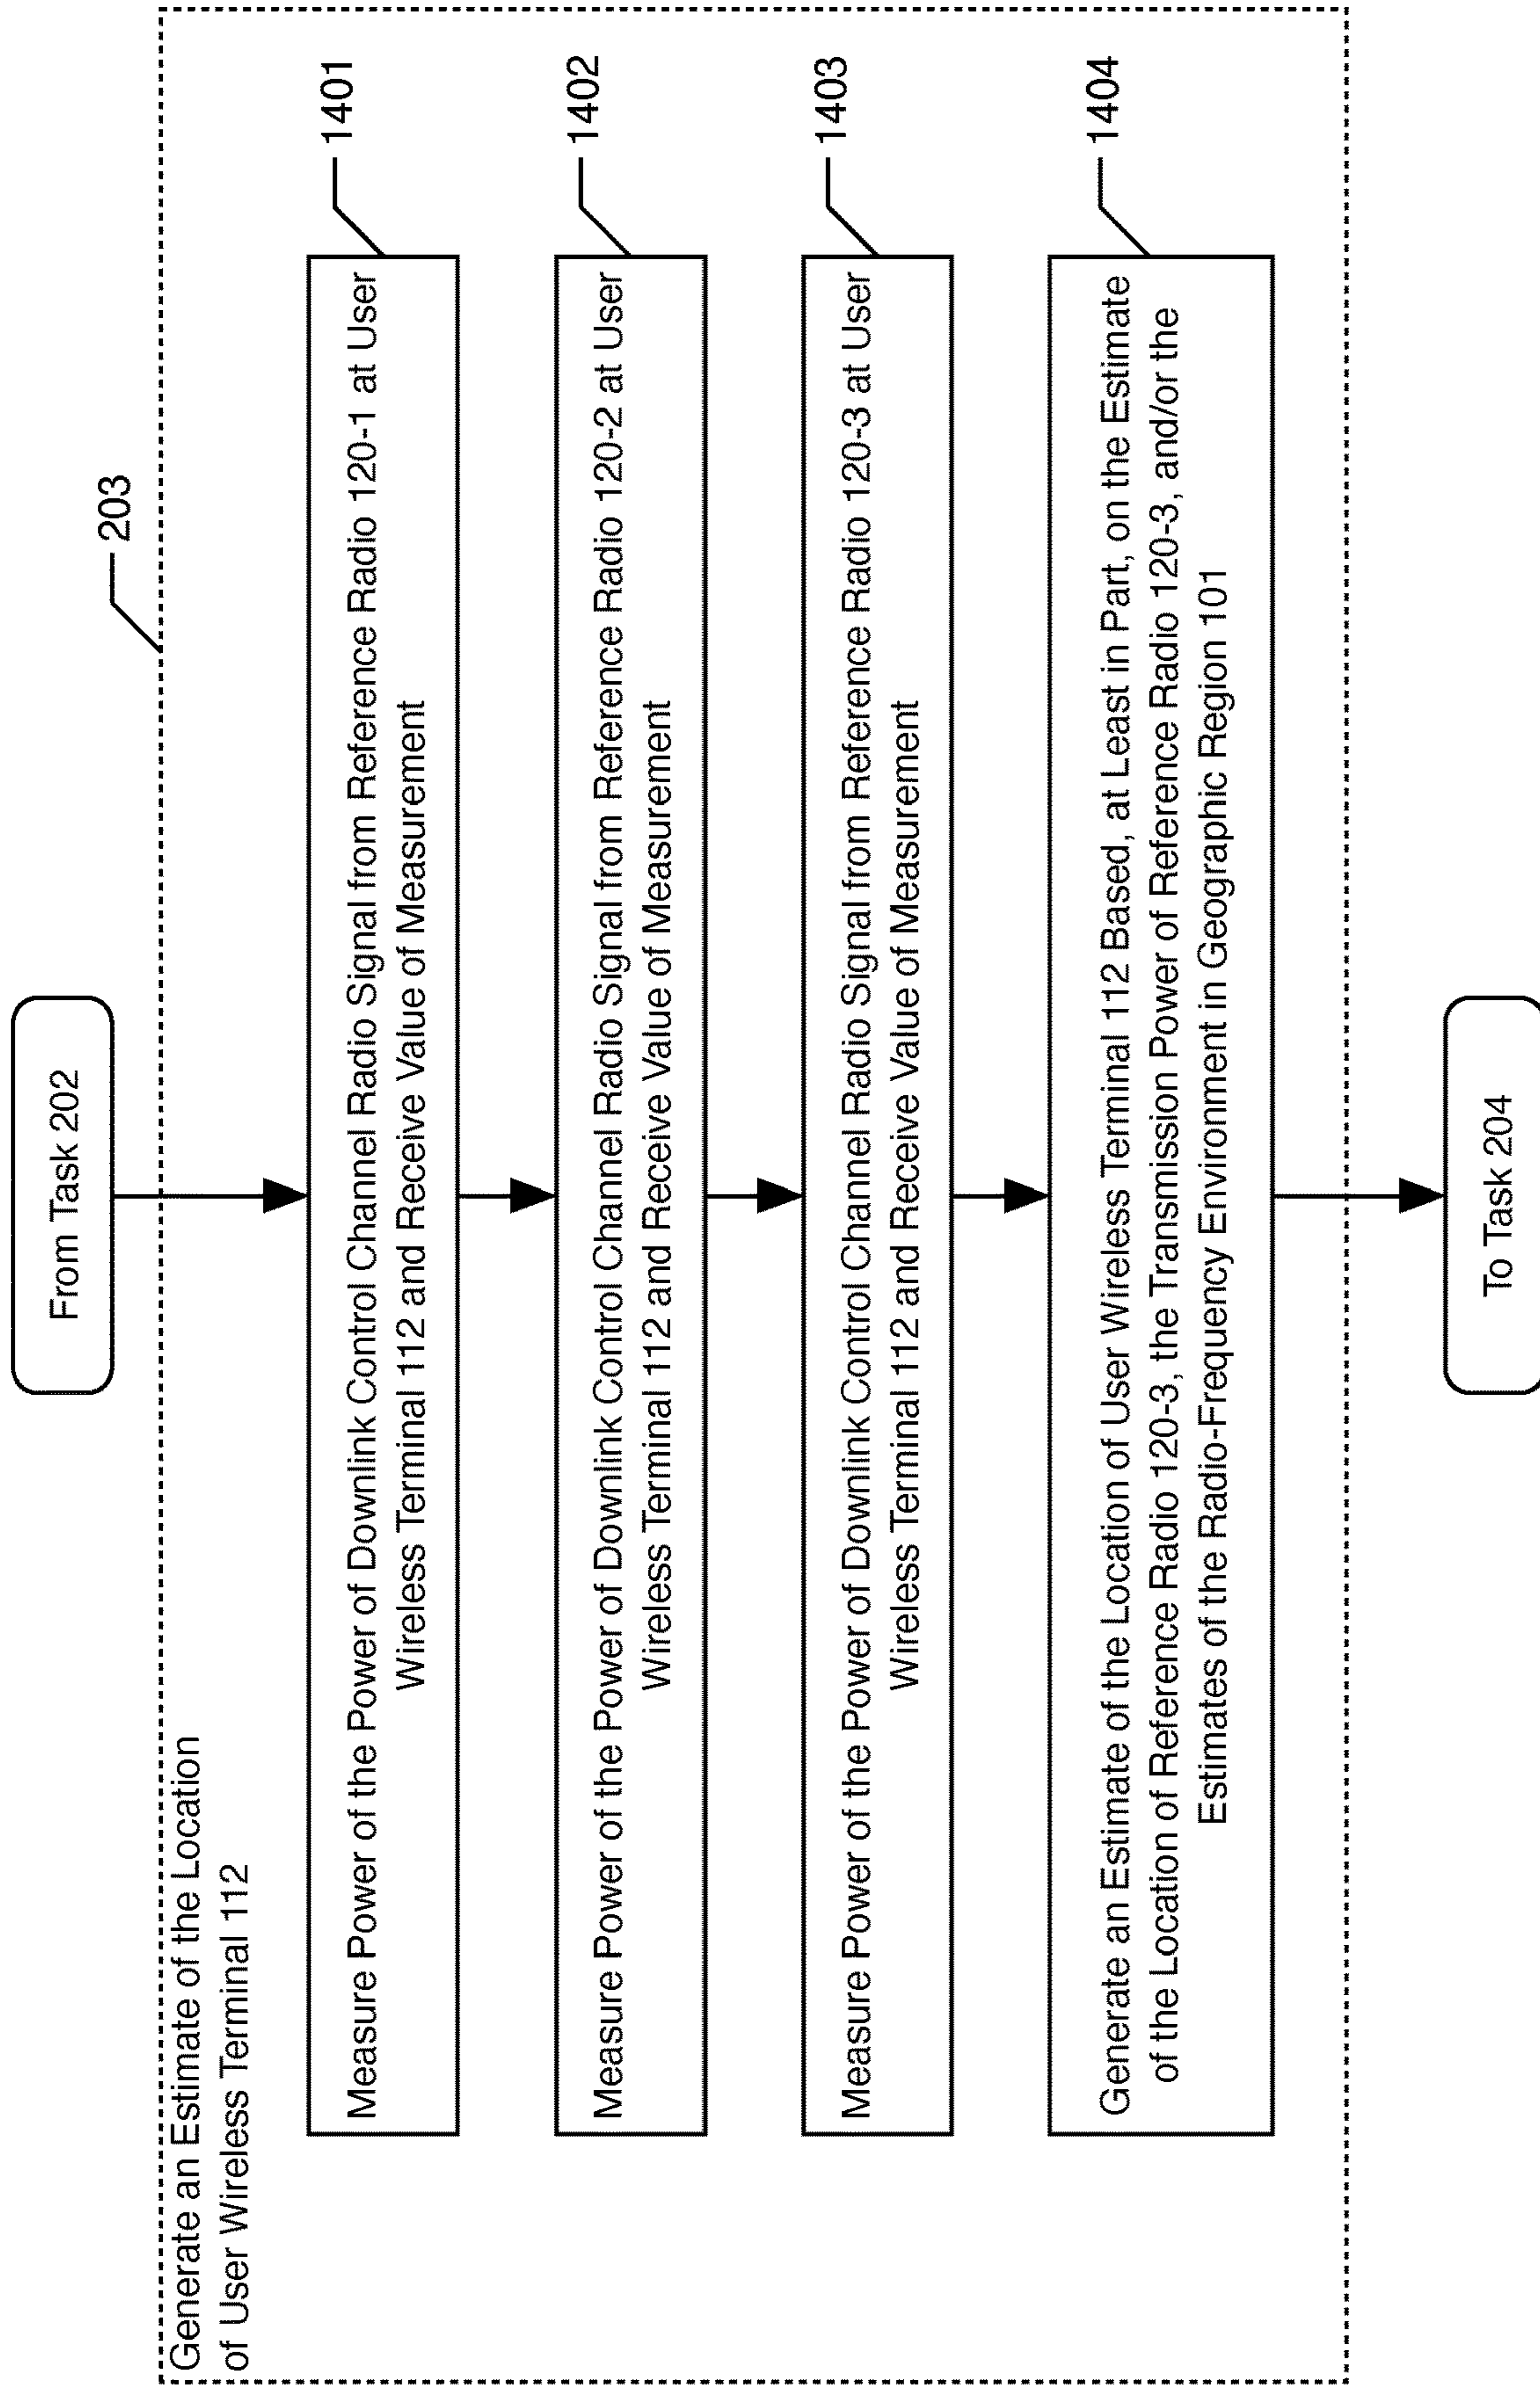 From Task 202
203
Generate an Estimate of the Location
of User Wireless Terminal 112
1401
Measure Power of the Power of Downlink Control Channel Radio Signal from Reference Radio 120-1 at User
Wireless Terminal 112 and Receive Value of Measurement
1402
Measure Power of the Power of Downlink Control Channel Radio Signal from Reference Radio 120-2 at User
Wireless Terminal 112 and Receive Value of Measurement
1403
Measure Power of the Power of Downlink Control Channel Radio Signal from Reference Radio 120-3 at User
Wireless Terminal 112 and Receive Value of Measurement
1404
Generate an Estimate of the Location of User Wireless Terminal 112 Based, at Least in Part, on the Estimate
of the Location of Reference Radio 120-3, the Transmission Power of Reference Radio 120-3, and/or the
Estimates of the Radio-Frequency Environment in Geographic Region 101
To Task 204